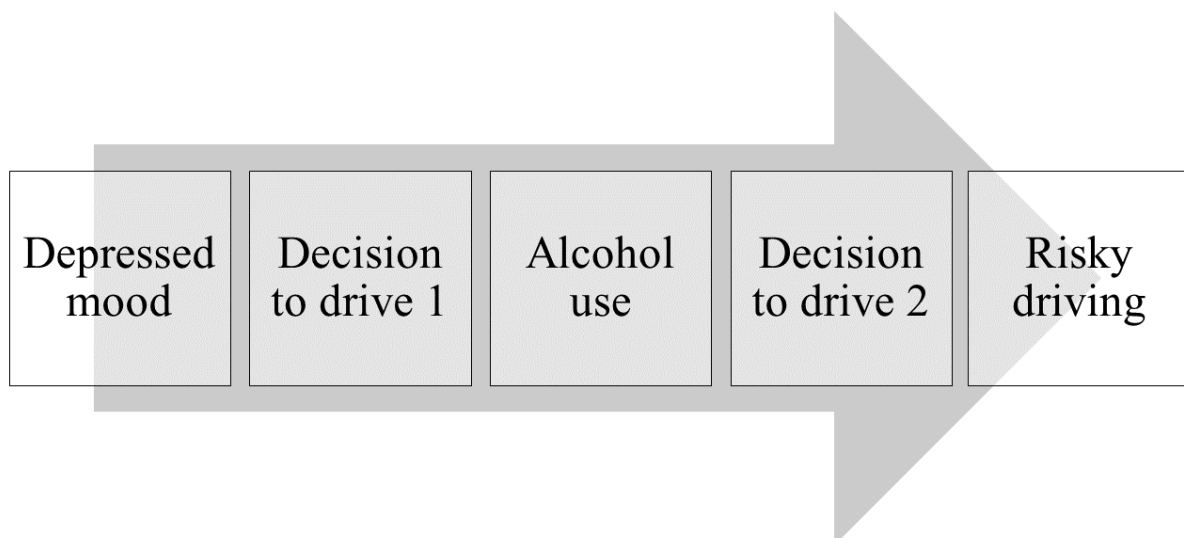 Depressed
mood
Decision
to drive 1
Alcohol
use
Decision
to drive 2
Risky
driving